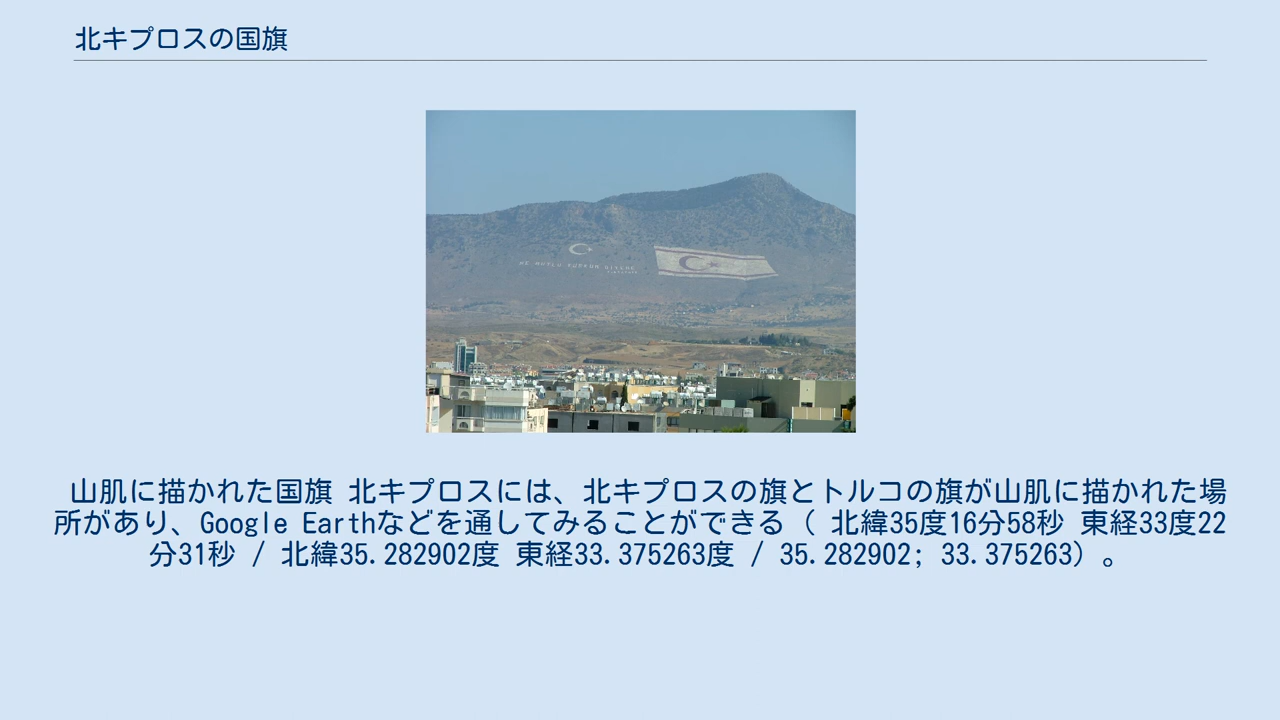 北キプロスの国旗
NE MUTLU TÜRKÜM DİYENE
山肌に描かれた国旗 北キプロスには、北キプロスの旗とトルコの旗が山肌に描かれた場
所があり、Google Earthなどを通してみることができる（ 北緯35度16分58秒 東経33度22
分31秒 / 北緯35.282902度 東経33.375263度 / 35.282902; 33.375263）。